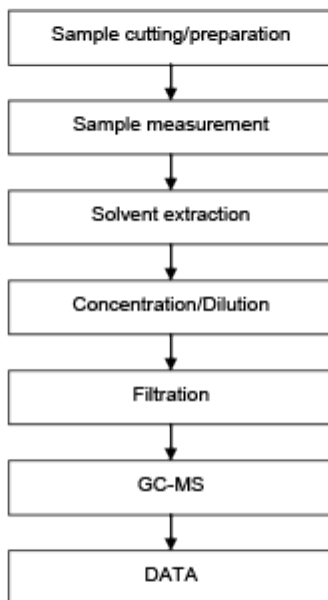 Sample cutting/preparation
Sample measurement
Solvent extraction
Concentration/Dilution
Filtration
GC-MS
DATA